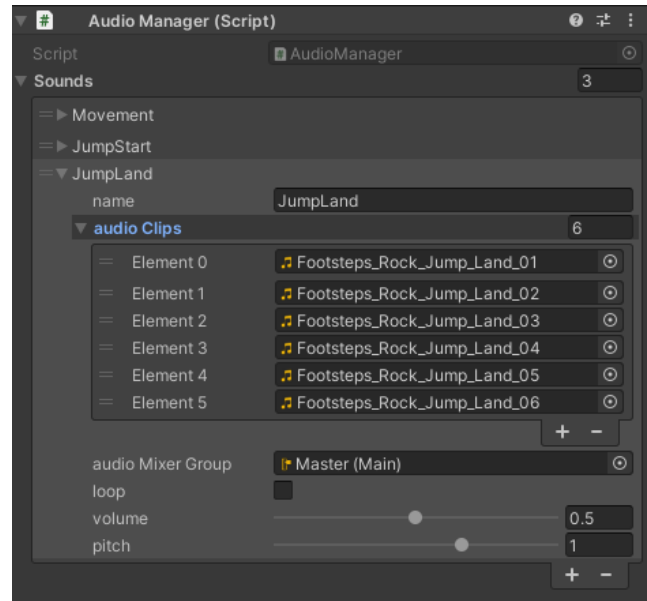 Audio Manager (Script)
Script AudioManager
Sounds 3
Movement
JumpStart
JumpLand
name JumpLand
audio Clips 6
Element 0 Footsteps_Rock_Jump_Land_01
Element 1 Footsteps_Rock_Jump_Land_02
Element 2 Footsteps_Rock_Jump_Land_03
Element 3 Footsteps_Rock_Jump_Land_04
Element 4 Footsteps_Rock_Jump_Land_05
Element 5 Footsteps_Rock_Jump_Land_06
+ -
audio Mixer Group Master (Main)
loop
volume 0.5
pitch 1
+ -